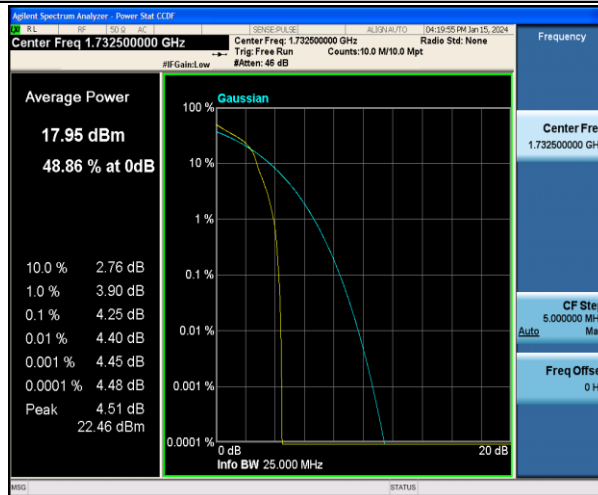 Agilent Spectrum Analyzer - Power Stat CCDF
RL RF 50 Ω AC SENSE:PULSE ALIGNAUTO 04:19:55 PM Jan 15, 2024
Center Freq 1.732500000 GHz
Center Freq: 1.732500000 GHz Radio Std: None
Trig: Free Run Counts:10.0 M/10.0 Mpt
#IFGain:Low #Atten: 46 dB
Frequency
Average Power
17.95 dBm
48.86 % at 0dB
10.0 % 2.76 dB
1.0 % 3.90 dB
0.1 % 4.25 dB
0.01 % 4.40 dB
0.001 % 4.45 dB
0.0001 % 4.48 dB
Peak 4.51 dB
22.46 dBm
Gaussian
100 %
10 %
1 %
0.1 %
0.01 %
0.001 %
0.0001 %
0 dB 20 dB
Info BW 25.000 MHz
Center Fre
1.732500000 GH
CF Ste
5.000000 MH
Auto Ma
Freq Offse
0 H
MSG STATUS